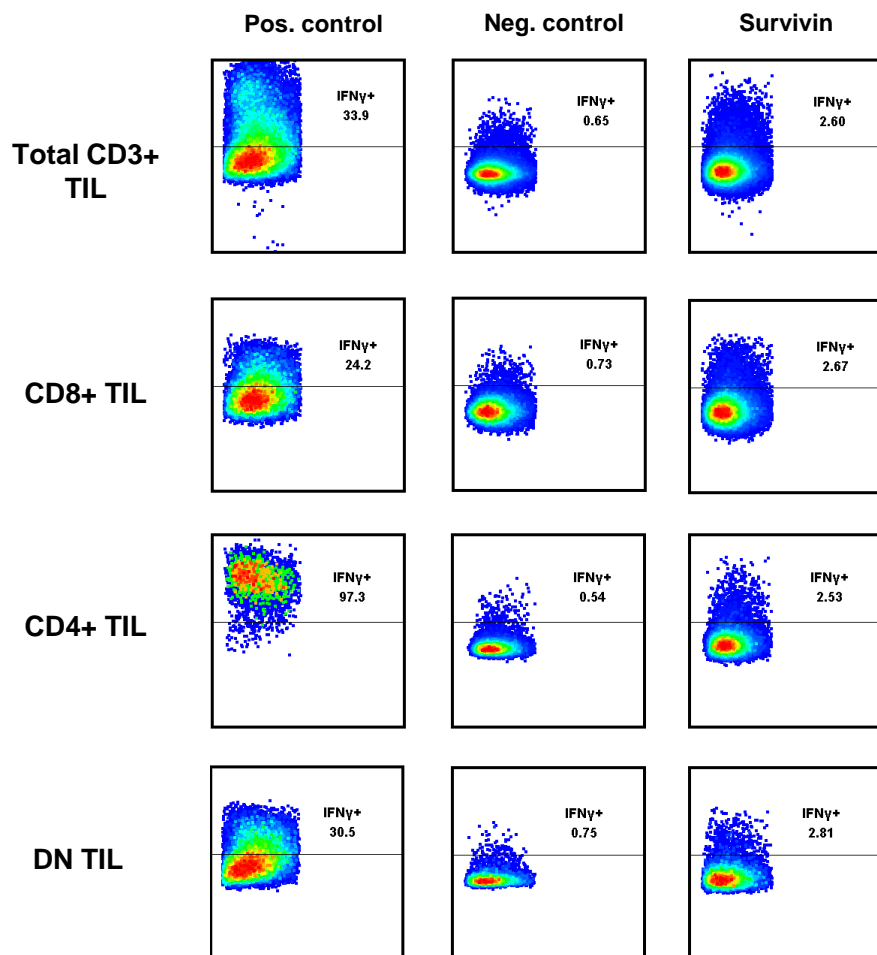 Pos. control
Neg. control
Survivin
Total CD3+
TIL
IFNγ+
33.9
IFNγ+
0.65
IFNγ+
2.60
CD8+ TIL
IFNγ+
24.2
IFNγ+
0.73
IFNγ+
2.67
CD4+ TIL
IFNγ+
97.3
IFNγ+
0.54
IFNγ+
2.53
DN TIL
IFNγ+
30.5
IFNγ+
0.75
IFNγ+
2.81